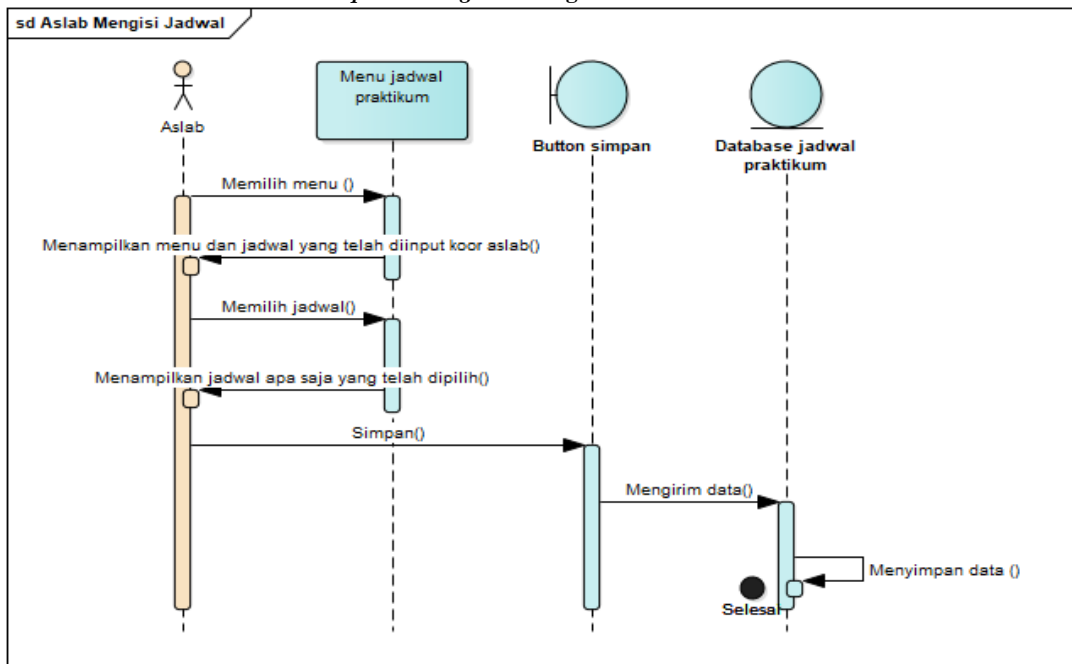 sd Aslab Mengisi Jadwal
Menu jadwal
praktikum
Aslab
Button simpan
Database jadwal
praktikum
Memilih menu ()
Menampilkan menu dan jadwal yang telah diinput koor aslab()
Memilih jadwal()
Menampilkan jadwal apa saja yang telah dipilih()
Simpan()
Mengirim data()
Menyimpan data ()
Selesai